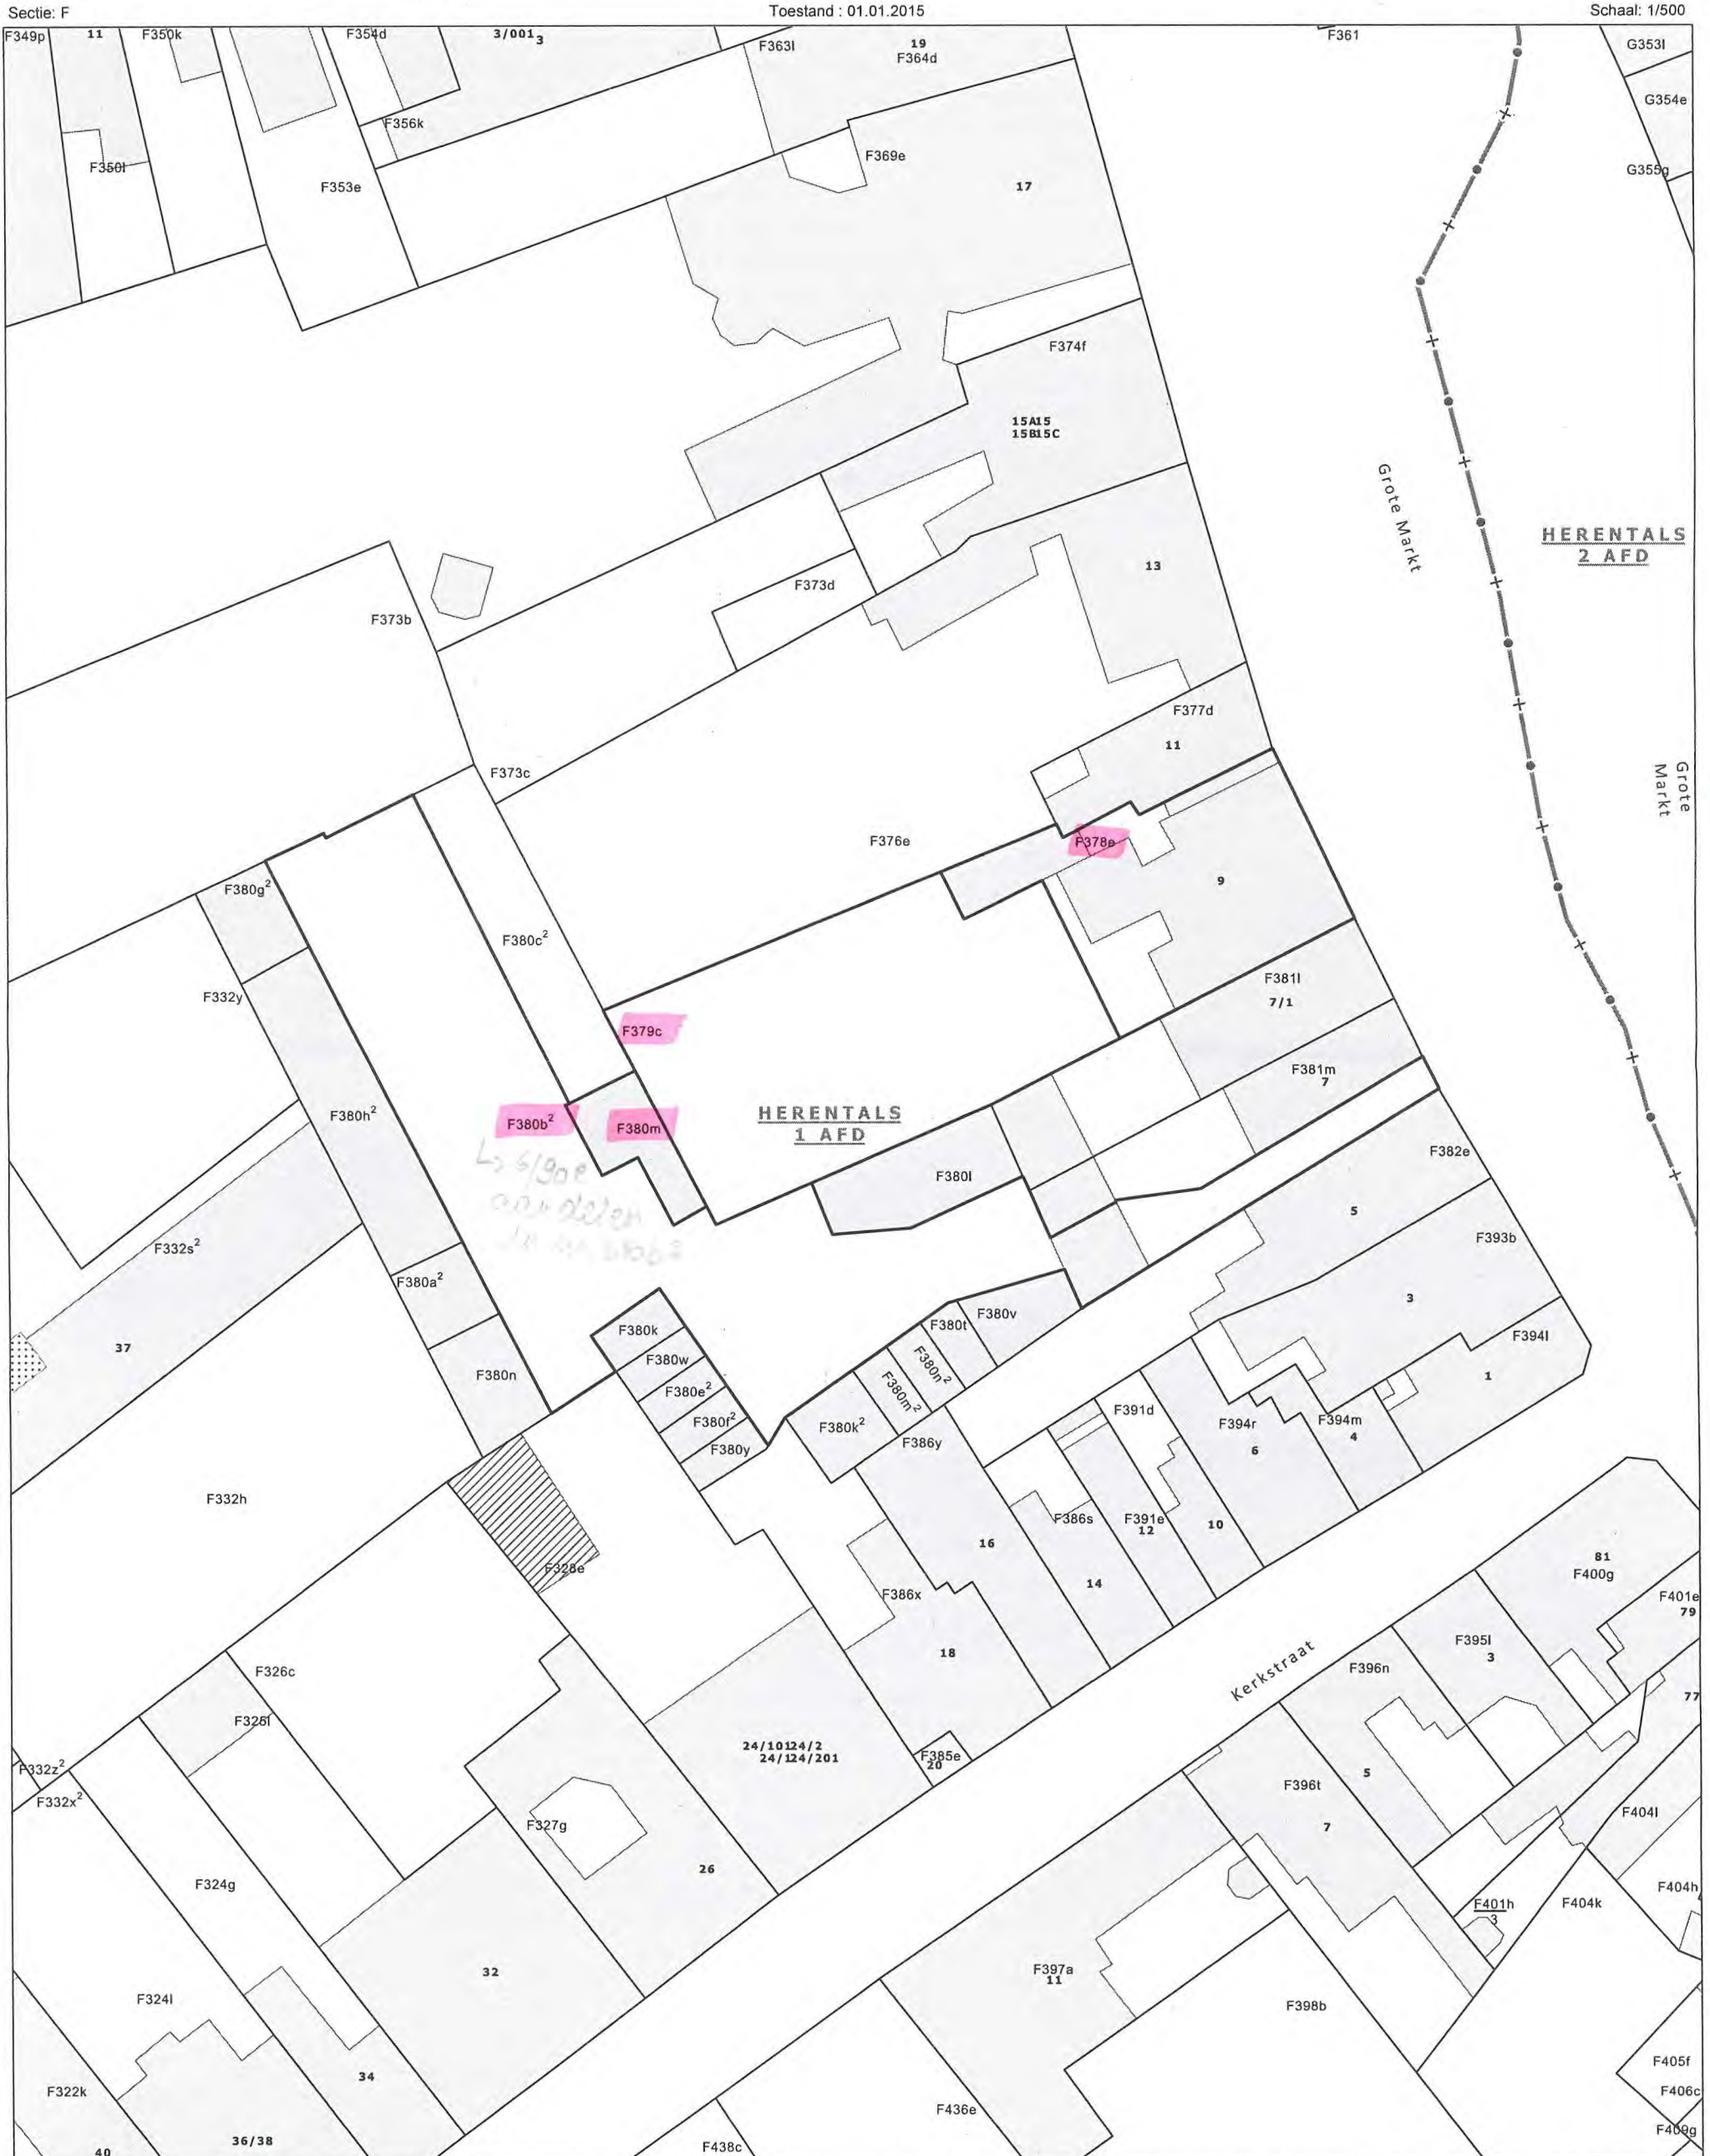 Sectie: F
Toestand : 01.01.2015
Schaal: 1/500
F349p
11
F350k
F354d
3/001
3
F363l
19
F364d
F361
G353l
G354e
F356k
F350l
F353e
F369e
17
G355g
F374f
15A15
15B15C
Grote Markt
HERENTALS
2 AFD
13
F373d
F373b
F377d
11
F373c
Grote
Markt
F376e
F378e
9
F380g²
F380c²
F332y
F381l
7/1
F379c
F381m
7
F380h²
F380b²
F380m
HERENTALS
1 AFD
F382e
F380l
5
F332s²
F393b
F380a²
3
F380v
F380t
F380k
F394l
37
F380w
F380n²
F380n
F380e²
F380m²
1
F391d
F380f²
F380k²
F394r
F394m
4
F380y
F386y
6
F332h
F386s
F391e
12
10
16
81
F400g
F328e
14
F386x
F401e
79
18
F395l
3
Kerkstraat
F396n
F326c
77
F325l
24/10124/2
24/124/201
F385e
20
F332z²
5
F396t
F332x²
F404l
F327g
7
26
F324g
F404h
F401h
3
F404k
32
F397a
11
F324l
F398b
F405f
34
F322k
F406c
F436e
F409g
36/38
F438c
40